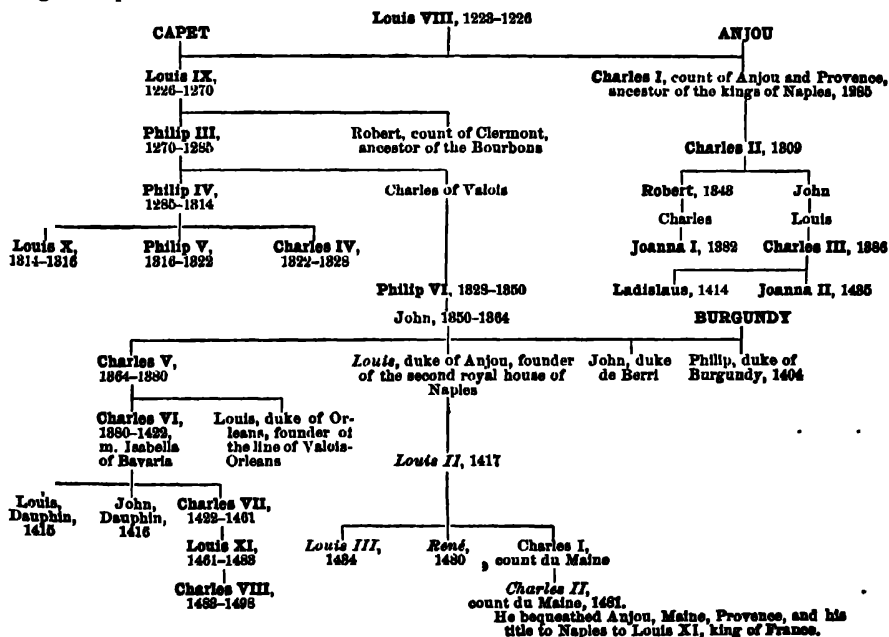 Louis VIII, 1223-1226
CAPET
ANJOU
Louis IX,
1226-1270
Charles I, count of Anjou and Provence,
ancestor of the kings of Naples, 1285
Philip III,
1270-1285
Robert, count of Clermont,
ancestor of the Bourbons
Charles II, 1309
Philip IV,
1285-1314
Charles of Valois
Robert, 1343
John
Charles
Louis
Louis X,
1314-1316
Philip V,
1316-1322
Charles IV,
1322-1328
Joanna I, 1382
Charles III, 1386
Philip VI, 1328-1350
Ladislaus, 1414
Joanna II, 1435
John, 1350-1364
BURGUNDY
Charles V,
1364-1380
Louis, duke of Anjou, founder
of the second royal house of
Naples
John, duke
de Berri
Philip, duke of
Burgundy, 1404
Charles VI,
1380-1422,
m. Isabella
of Bavaria
Louis, duke of Or-
leans, founder of
the line of Valois-
Orleans
Louis II, 1417
Louis,
Dauphin,
1415
John,
Dauphin,
1416
Charles VII,
1422-1461
Louis XI,
1461-1483
Louis III,
1434
René,
1480
Charles I,
count du Maine
Charles VIII,
1483-1498
Charles II,
count du Maine, 1481.
He bequeathed Anjou, Maine, Provence, and his
title to Naples to Louis XI, king of France.